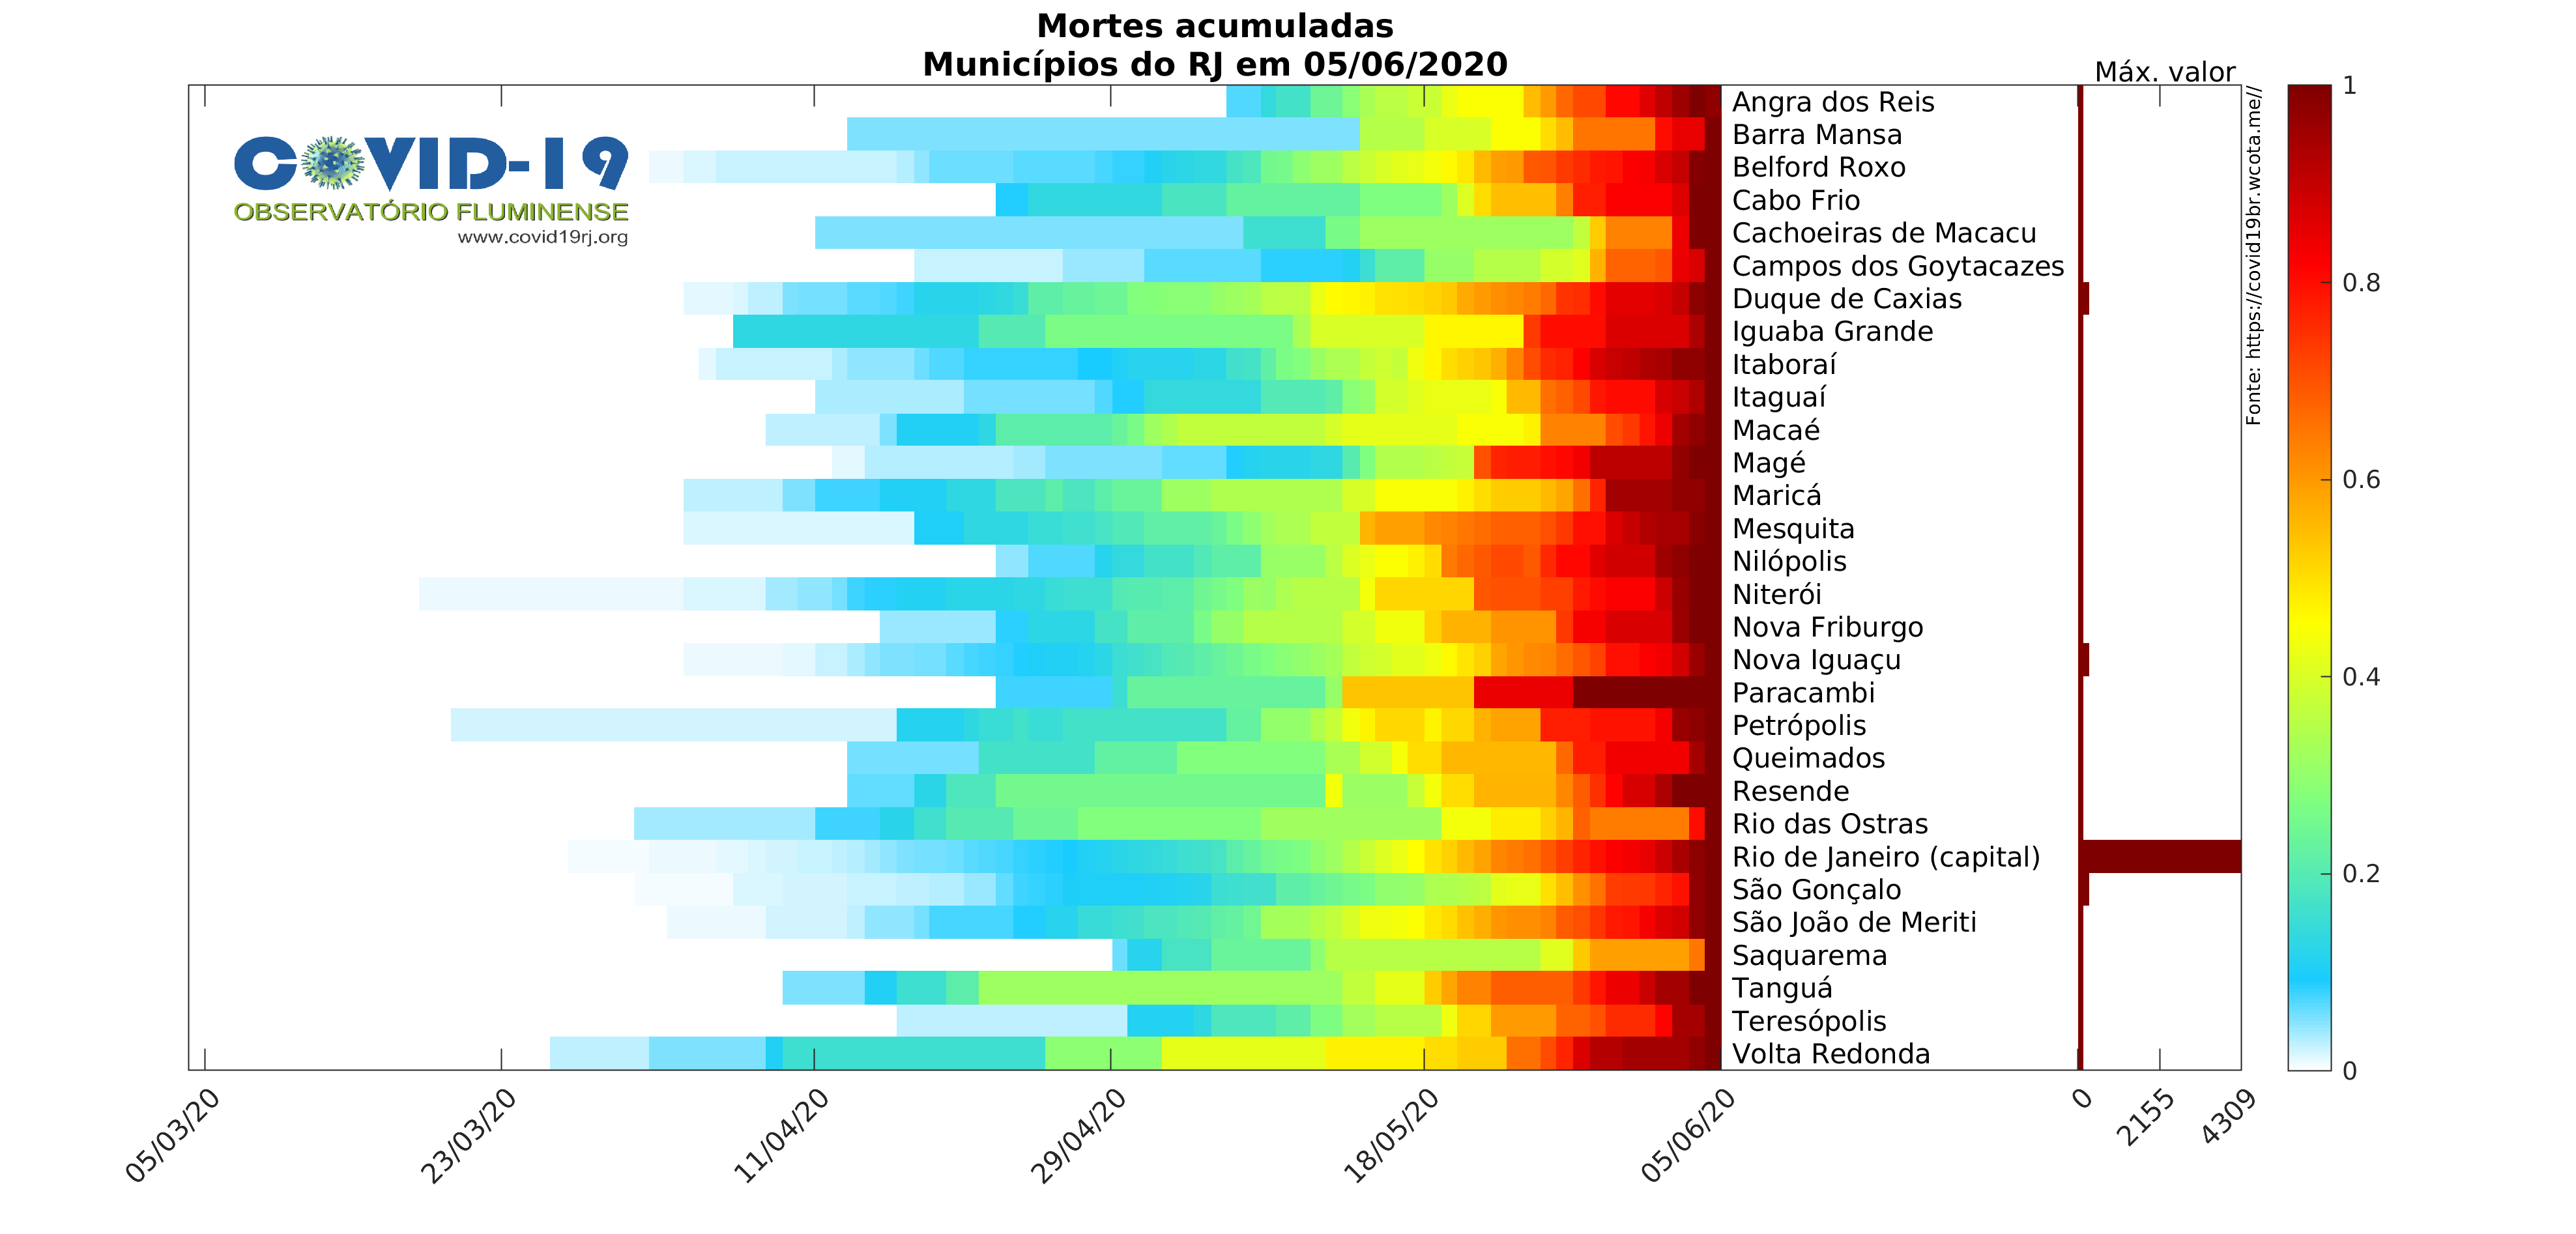 Mortes acumuladas
Municípios do RJ em 05/06/2020
Máx. valor
COVID-19
OBSERVATÓRIO FLUMINENSE
www.covid19rj.org
Angra dos Reis
Barra Mansa
Belford Roxo
Cabo Frio
Cachoeiras de Macacu
Campos dos Goytacazes
Duque de Caxias
Iguaba Grande
Itaboraí
Itaguaí
Macaé
Magé
Maricá
Mesquita
Nilópolis
Niterói
Nova Friburgo
Nova Iguaçu
Paracambi
Petrópolis
Queimados
Resende
Rio das Ostras
Rio de Janeiro (capital)
São Gonçalo
São João de Meriti
Saquarema
Tanguá
Teresópolis
Volta Redonda
Fonte: https://covid19br.wcota.me//
1
0.8
0.6
0.4
0.2
0
05/03/20
23/03/20
11/04/20
29/04/20
18/05/20
05/06/20
0
2155
4309